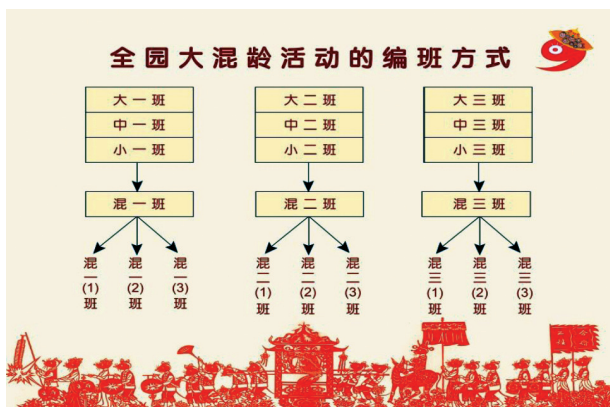 全园大混龄活动的编班方式
大一班
中一班
小一班
大二班
中二班
小二班
大三班
中三班
小三班
混一班
混二班
混三班
混一(1)班
混一(2)班
混一(3)班
混二(1)班
混二(2)班
混二(3)班
混三(1)班
混三(2)班
混三(3)班